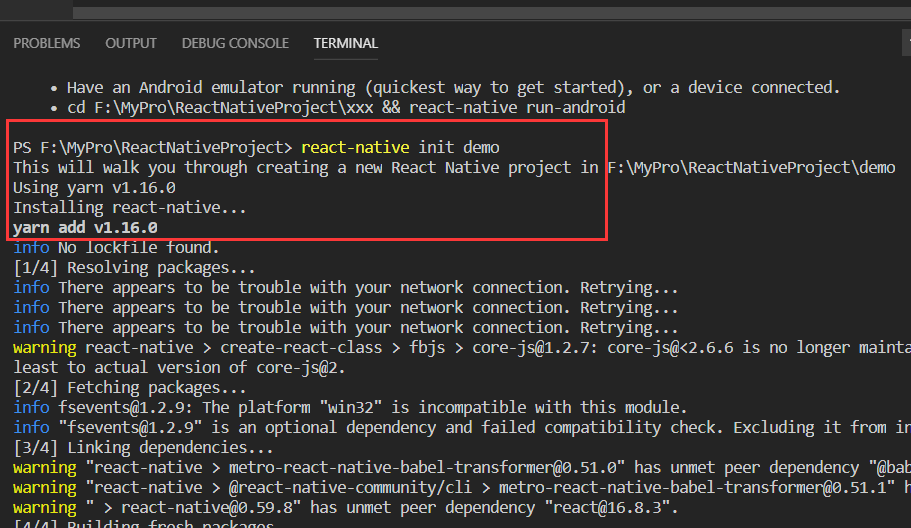 PROBLEMS OUTPUT DEBUG CONSOLE TERMINAL
• Have an Android emulator running (quickest way to get started), or a device connected.
• cd F:\MyPro\ReactNativeProject\xxx && react-native run-android
PS F:\MyPro\ReactNativeProject> react-native init demo
This will walk you through creating a new React Native project in F:\MyPro\ReactNativeProject\demo
Using yarn v1.16.0
Installing react-native...
yarn add v1.16.0
info No lockfile found.
[1/4] Resolving packages...
info There appears to be trouble with your network connection. Retrying...
info There appears to be trouble with your network connection. Retrying...
info There appears to be trouble with your network connection. Retrying...
warning react-native > create-react-class > fbjs > core-js@1.2.7: core-js@<2.6.6 is no longer mainta
least to actual version of core-js@2.
[2/4] Fetching packages...
info fsevents@1.2.9: The platform "win32" is incompatible with this module.
info "fsevents@1.2.9" is an optional dependency and failed compatibility check. Excluding it from in
[3/4] Linking dependencies...
warning "react-native > metro-react-native-babel-transformer@0.51.0" has unmet peer dependency "@bab
warning "react-native > @react-native-community/cli > metro-react-native-babel-transformer@0.51.1" h
warning " > react-native@0.59.8" has unmet peer dependency "react@16.8.3".
[4/4] Building fresh packages